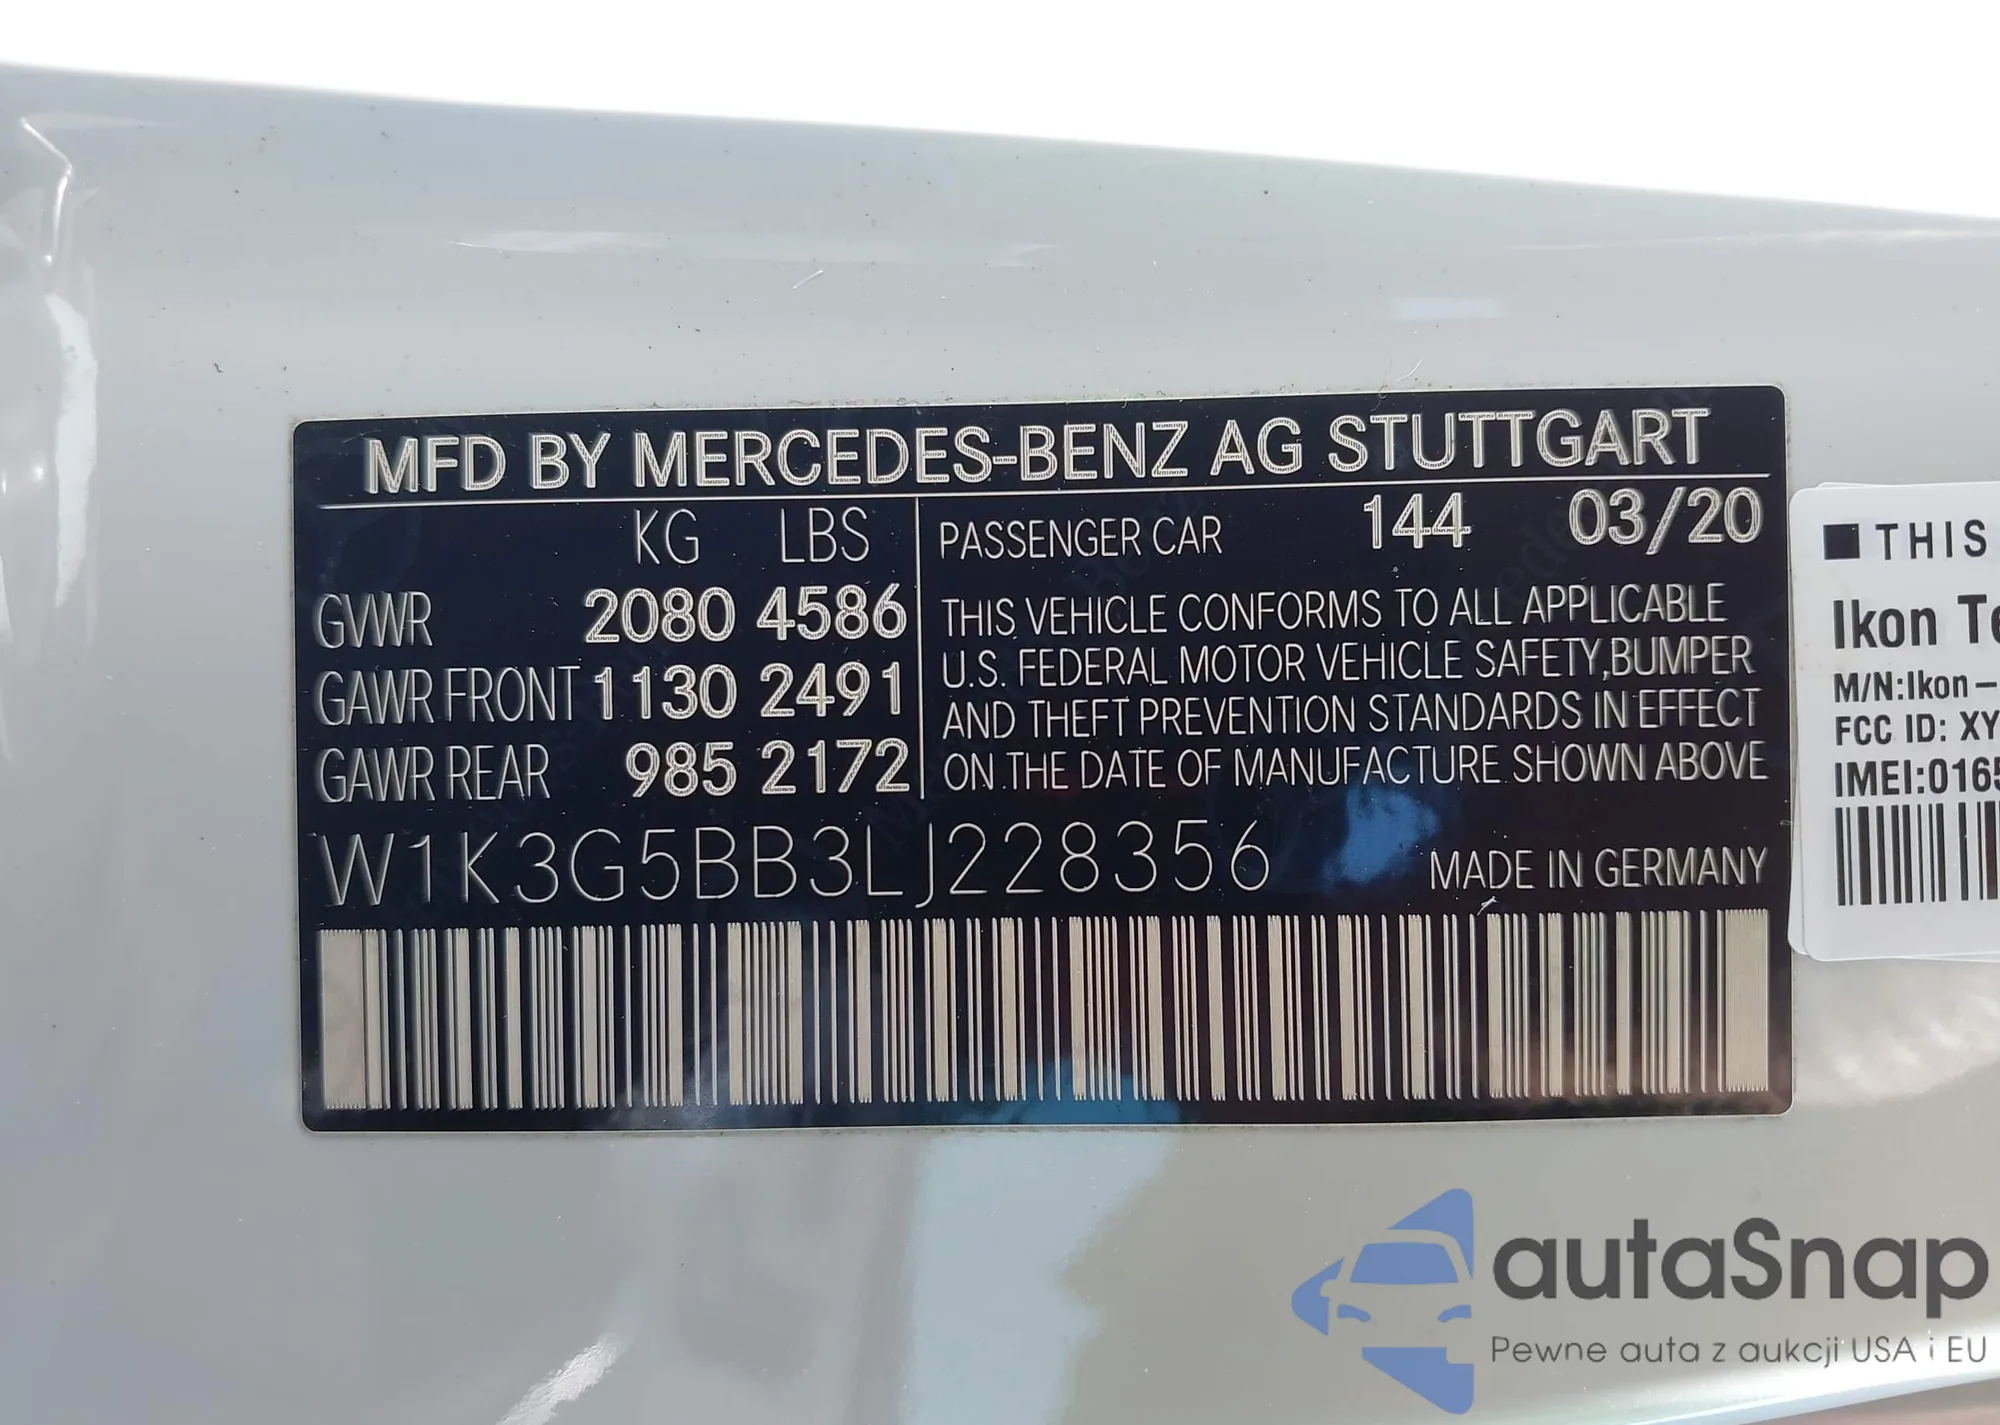 MFD BY MERCEDES-BENZ AG STUTTGART
KG LBS
GVWR 2080 4586
GAWR FRONT 1130 2491
GAWR REAR 985 2172
PASSENGER CAR 144 03/20
THIS VEHICLE CONFORMS TO ALL APPLICABLE
U.S. FEDERAL MOTOR VEHICLE SAFETY,BUMPER
AND THEFT PREVENTION STANDARDS IN EFFECT
ON THE DATE OF MANUFACTURE SHOWN ABOVE
W1K3G5BB3LJ228356
MADE IN GERMANY
THIS
Ikon
M/N:Ikon-
FCC ID: XY
IMEI:0165
autaSnap
Pewne auta z aukcji USA i EU